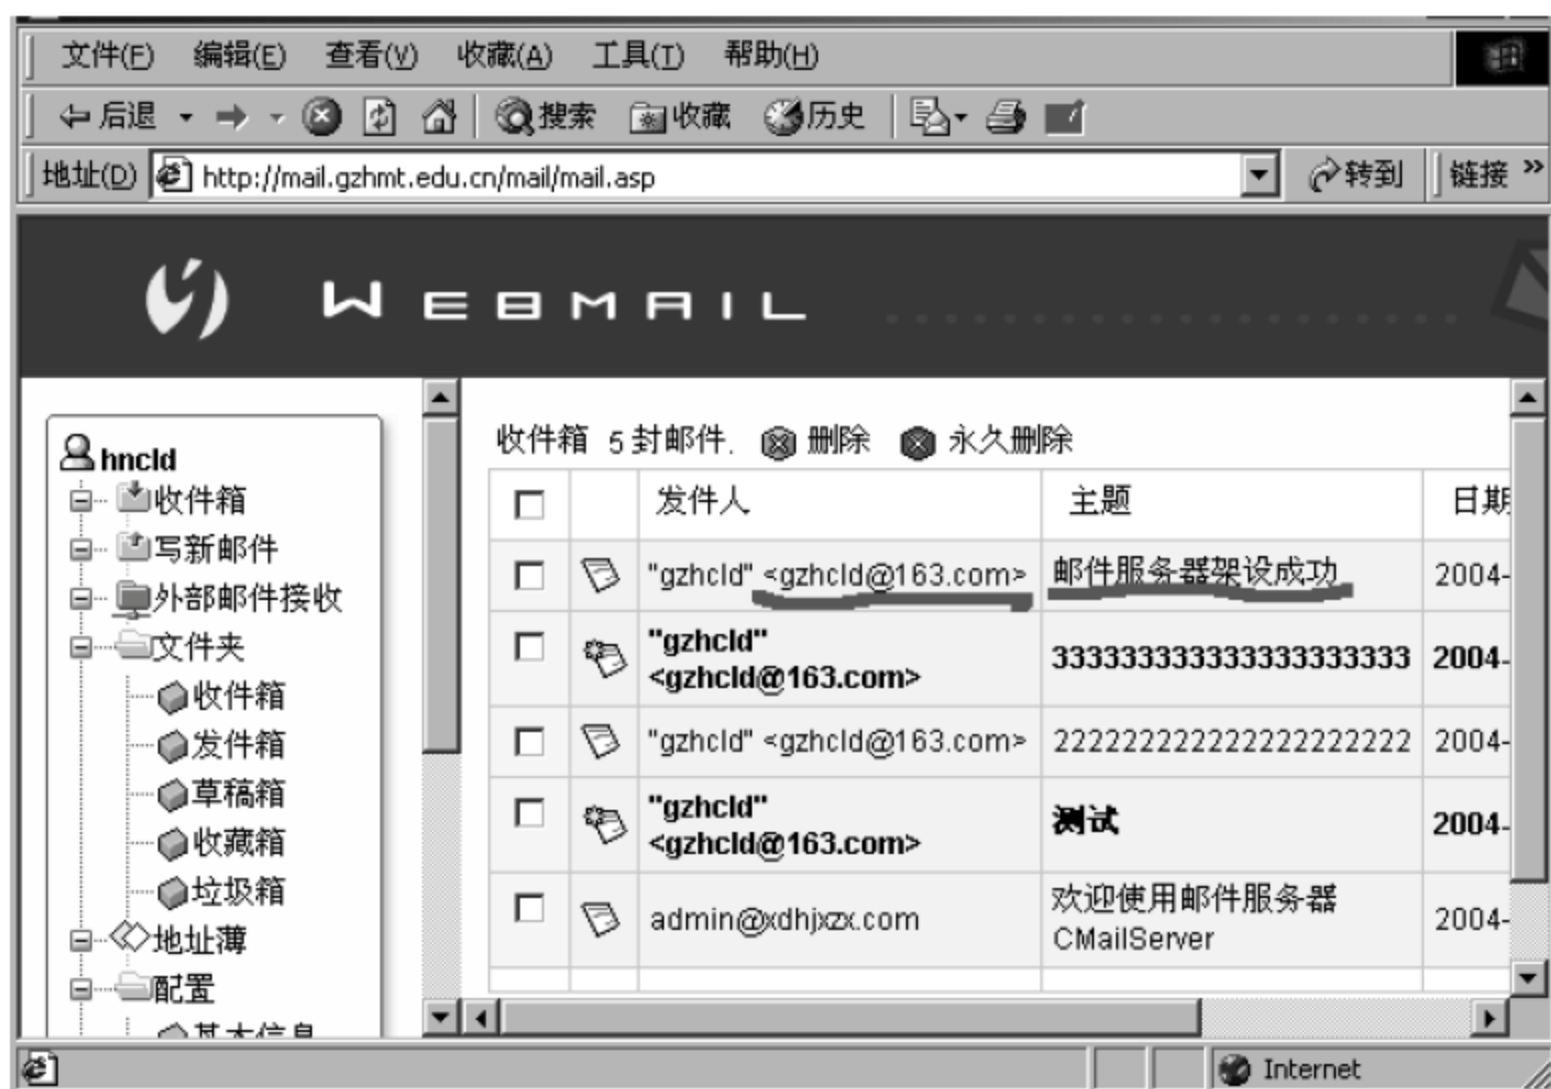 文件(F) 编辑(E) 查看(V) 收藏(A) 工具(T) 帮助(H)
后退 搜索 收藏 历史
地址(D) http://mail.gzhmt.edu.cn/mail/mail.asp 转到 链接 »
WEBMAIL
hncld
收件箱
写新邮件
外部邮件接收
文件夹
收件箱
发件箱
草稿箱
收藏箱
垃圾箱
地址薄
配置
基本信息
收件箱 5 封邮件. 删除 永久删除
发件人 主题 日期
"gzhcld" <gzhcld@163.com> 邮件服务器架设成功 2004-
"gzhcld"
<gzhcld@163.com> 333333333333333333333 2004-
"gzhcld" <gzhcld@163.com> 222222222222222222222 2004-
"gzhcld"
<gzhcld@163.com> 测试 2004-
admin@xdhjxzx.com 欢迎使用邮件服务器
CMailServer 2004-
Internet